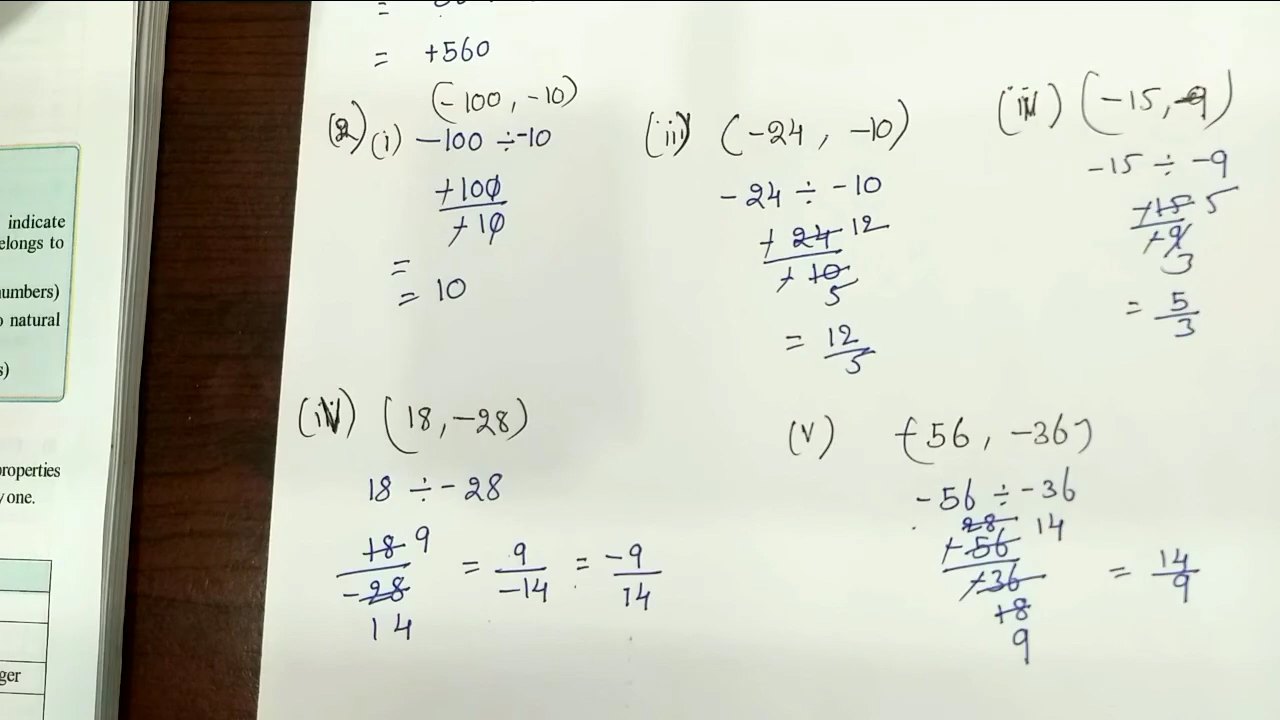 = +560
(-100, -10)
(2) (i) -100 ÷ -10
+100
+10
=
= 10
(ii) (-24, -10)
-24 ÷ -10
+ 24 12
+ 10
5
= 12
5
(iii) (-15, -9)
-15 ÷ -9
+15 5
+9
3
= 5
3
(iv) (18, -28)
18 ÷ -28
18 9
-28
14
= 9
-14
= -9
14
(v) (-56, -36)
-56 ÷ -36
28 14
-56
-36
18
9
= 14
9
indicate
elongs to
numbers)
natural
s)
properties
y one.
ger